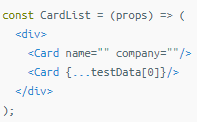 const CardList = (props) => (
  <div>
    <Card name="" company=""/>
    <Card {...testData[0]}/>
  </div>
);